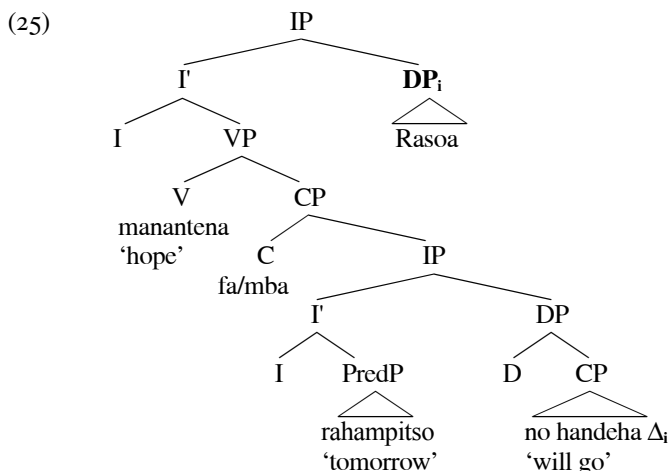 (25) IP
I' DPᵢ
I VP Rasoa
V CP
manantena
'hope' C IP
fa/mba
I' DP
I PredP D CP
rahampitso no handeha Δᵢ
'tomorrow' 'will go'